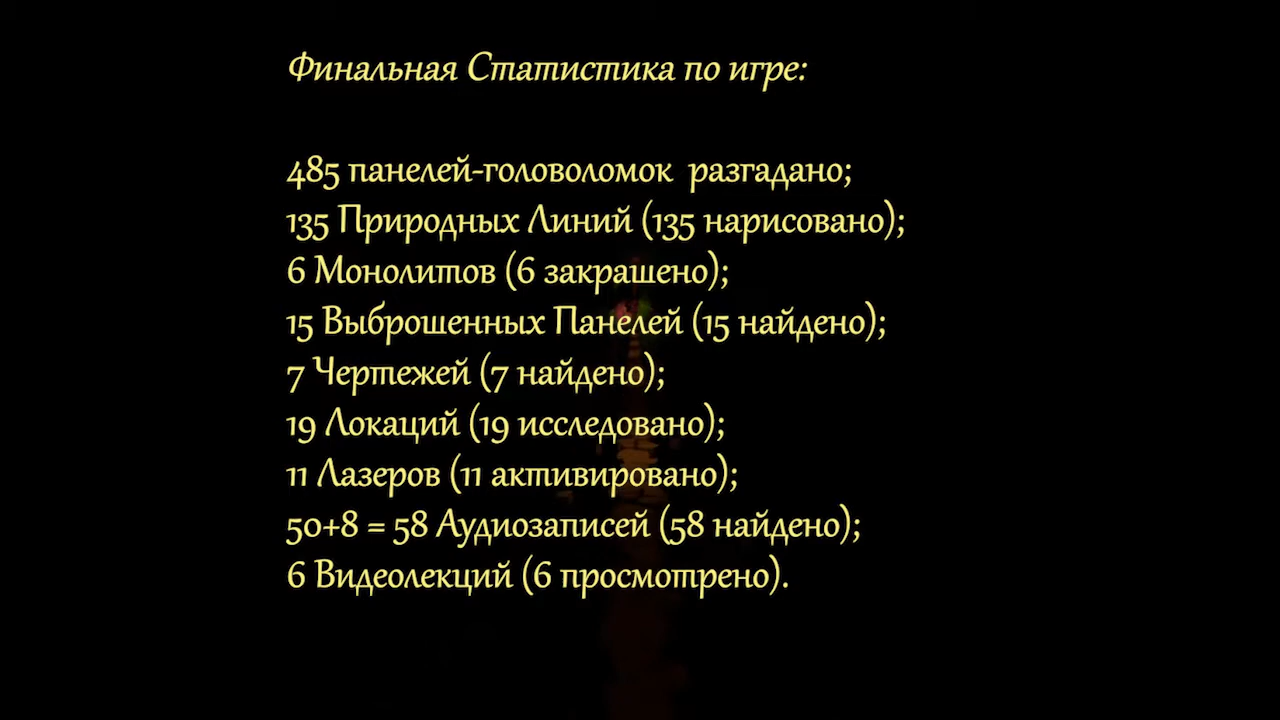 Финальная Статистика по игре:
485 панелей-головоломок разгадано;
135 Природных Линий (135 нарисовано);
6 Монолитов (6 закрашено);
15 Выброшенных Панелей (15 найдено);
7 Чертежей (7 найдено);
19 Локаций (19 исследовано);
11 Лазеров (11 активировано);
50+8 = 58 Аудиозаписей (58 найдено);
6 Видеолекций (6 просмотрено).